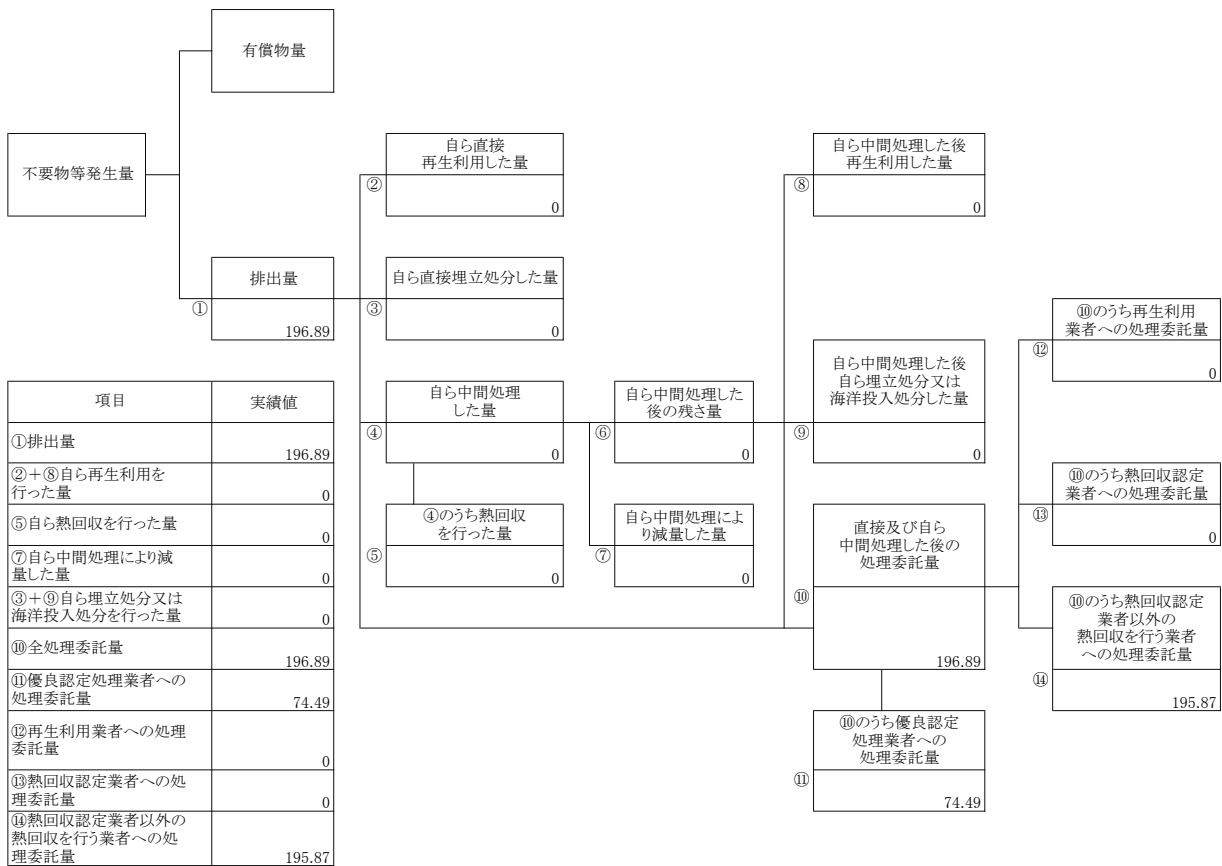 有償物量
不要物等発生量
排出量
①
196.89
自ら直接
再生利用した量
②
0
自ら直接埋立処分した量
③
0
自ら中間処理
した量
④
0
④のうち熱回収
を行った量
⑤
0
自ら中間処理した
後の残さ量
⑥
0
自ら中間処理によ
り減量した量
⑦
0
自ら中間処理した後
再生利用した量
⑧
0
自ら中間処理した後
自ら埋立処分又は
海洋投入処分した量
⑨
0
直接及び自ら
中間処理した後の
処理委託量
⑩
196.89
⑩のうち優良認定
処理業者への
処理委託量
⑪
74.49
⑩のうち再生利用
業者への処理委託量
⑫
0
⑩のうち熱回収認定
業者への処理委託量
⑬
0
⑩のうち熱回収認定
業者以外の
熱回収を行う業者
への処理委託量
⑭
195.87
項目 実績値
①排出量
196.89
②+⑧自ら再生利用を
行った量
0
⑤自ら熱回収を行った量
0
⑦自ら中間処理により減
量した量
0
③+⑨自ら埋立処分又は
海洋投入処分を行った量
0
⑩全処理委託量
196.89
⑪優良認定処理業者への
処理委託量
74.49
⑫再生利用業者への処理
委託量
0
⑬熱回収認定業者への処
理委託量
0
⑭熱回収認定業者以外の
熱回収を行う業者への処
理委託量
195.87